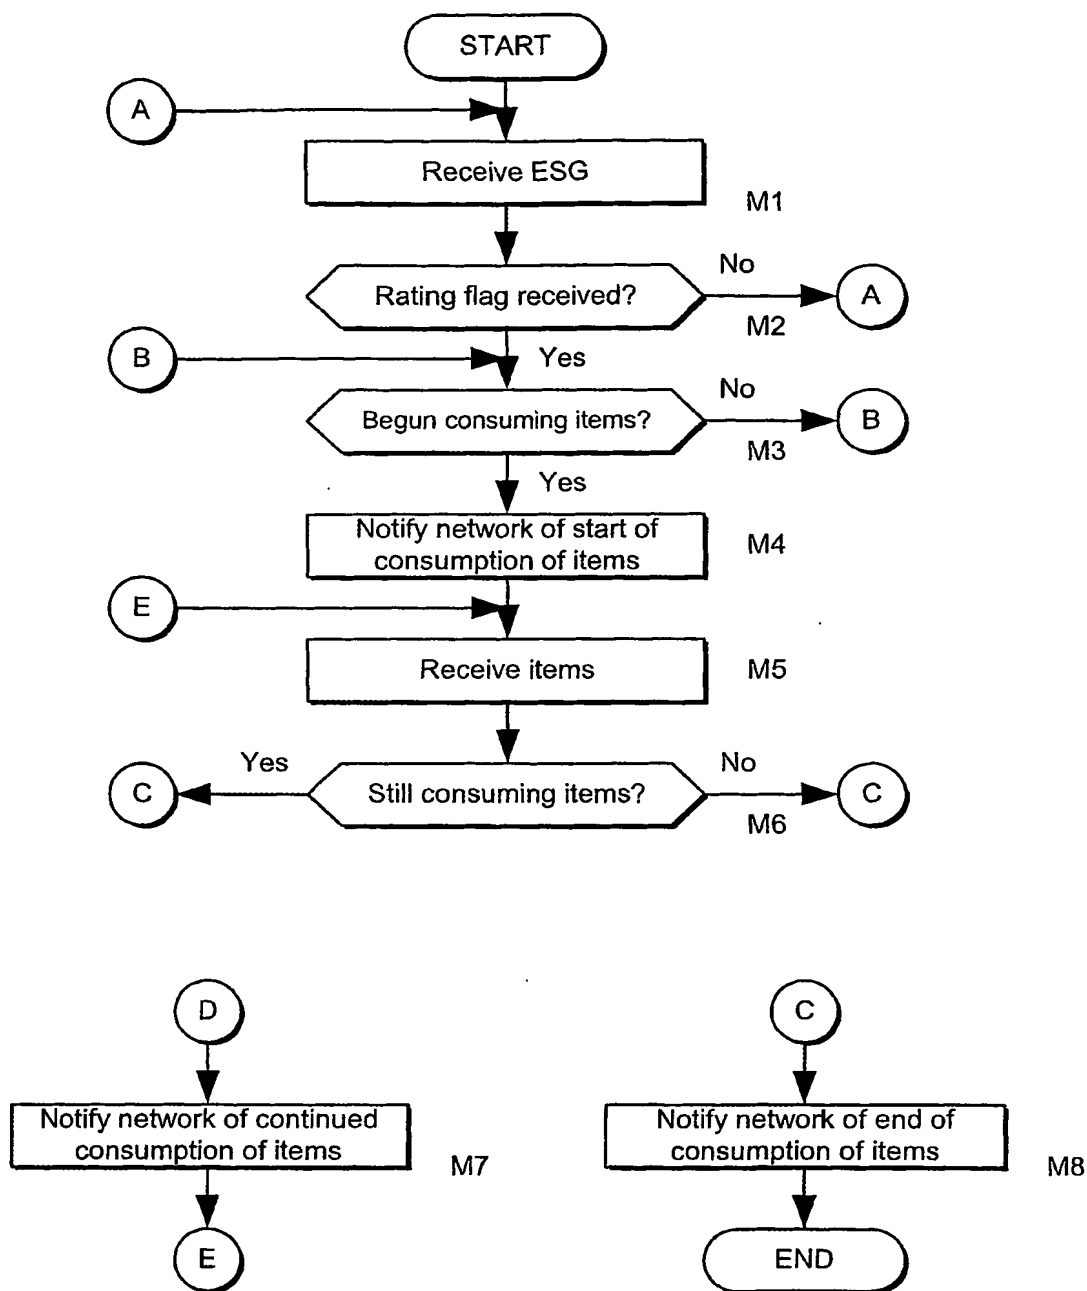 START
A
Receive ESG
M1
No
Rating flag received?
A
M2
B
Yes
No
Begun consuming items?
B
M3
Yes
Notify network of start of
consumption of items
M4
E
Receive items
M5
Yes
No
C
Still consuming items?
C
M6
D
C
Notify network of continued
consumption of items
M7
Notify network of end of
consumption of items
M8
E
END